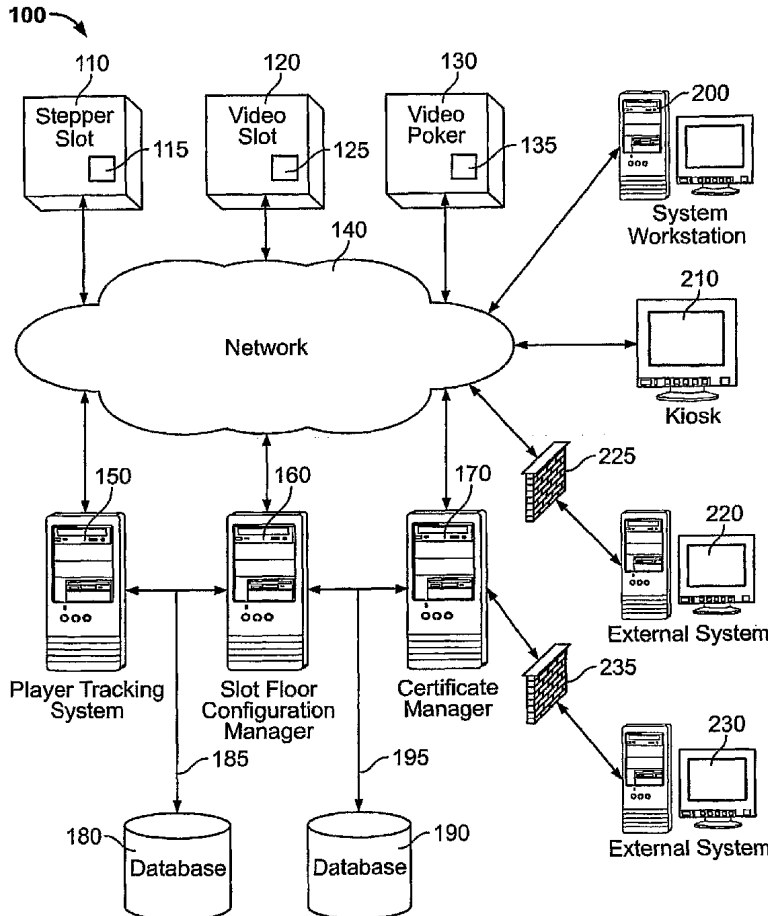 100
110
120
130
200
Stepper
Slot
115
Video
Slot
125
Video
Poker
135
System
Workstation
140
210
Network
Kiosk
150
160
170
225
220
External System
Player Tracking
System
Slot Floor
Configuration
Manager
Certificate
Manager
235
185
195
230
180
Database
190
Database
External System